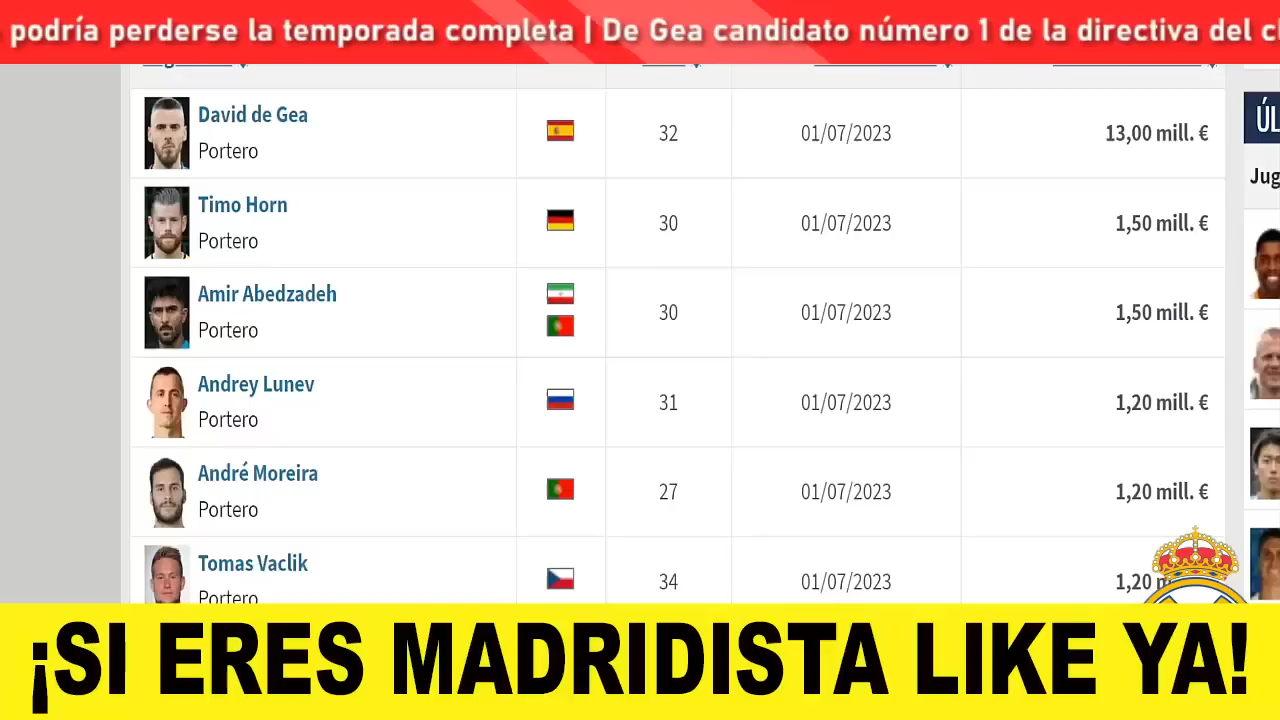 podría perderse la temporada completa | De Gea candidato número 1 de la directiva del
David de Gea
Portero
32
01/07/2023
13,00 mill. €
Timo Horn
Portero
30
01/07/2023
1,50 mill. €
Amir Abedzadeh
Portero
30
01/07/2023
1,50 mill. €
Andrey Lunev
Portero
31
01/07/2023
1,20 mill. €
André Moreira
Portero
27
01/07/2023
1,20 mill. €
Tomas Vaclik
Portero
34
01/07/2023
1,20 m
ÚL
Jug
¡SI ERES MADRIDISTA LIKE YA!